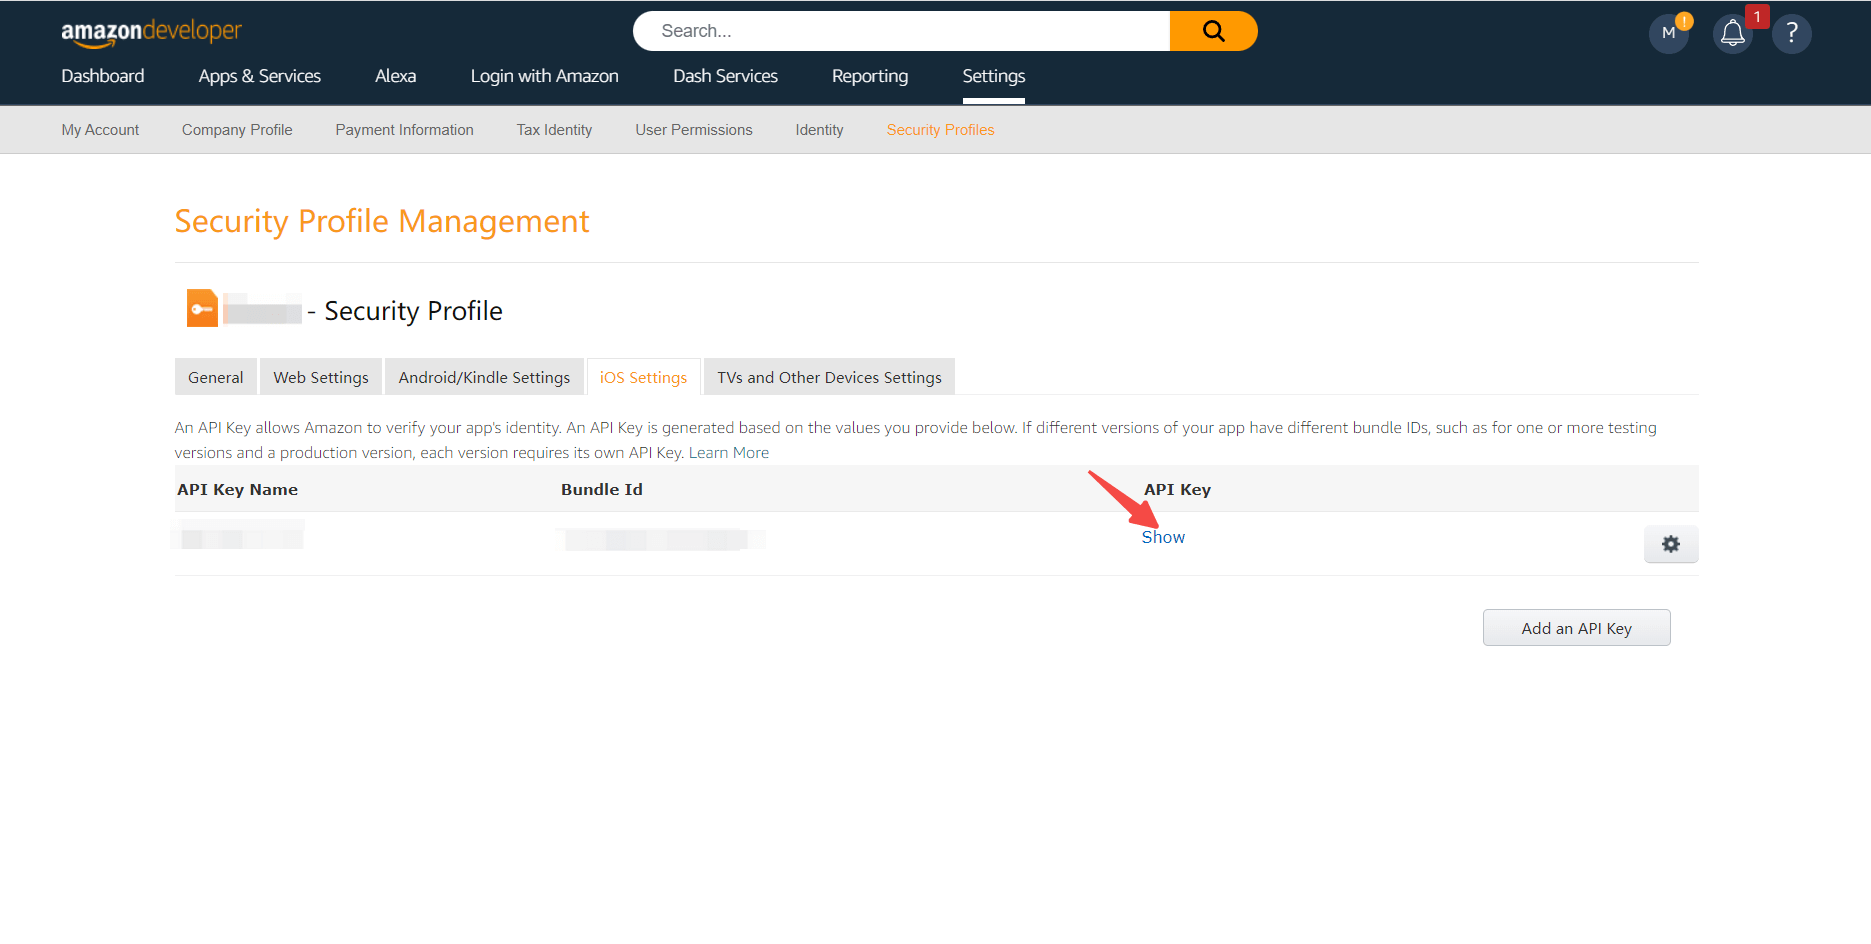 amazondeveloper
Search...
M
!
1
?
Dashboard Apps & Services Alexa Login with Amazon Dash Services Reporting Settings
My Account Company Profile Payment Information Tax Identity User Permissions Identity Security Profiles
Security Profile Management
- Security Profile
General Web Settings Android/Kindle Settings iOS Settings TVs and Other Devices Settings
An API Key allows Amazon to verify your app's identity. An API Key is generated based on the values you provide below. If different versions of your app have different bundle IDs, such as for one or more testing
versions and a production version, each version requires its own API Key. Learn More
API Key Name Bundle Id API Key
Show
Add an API Key